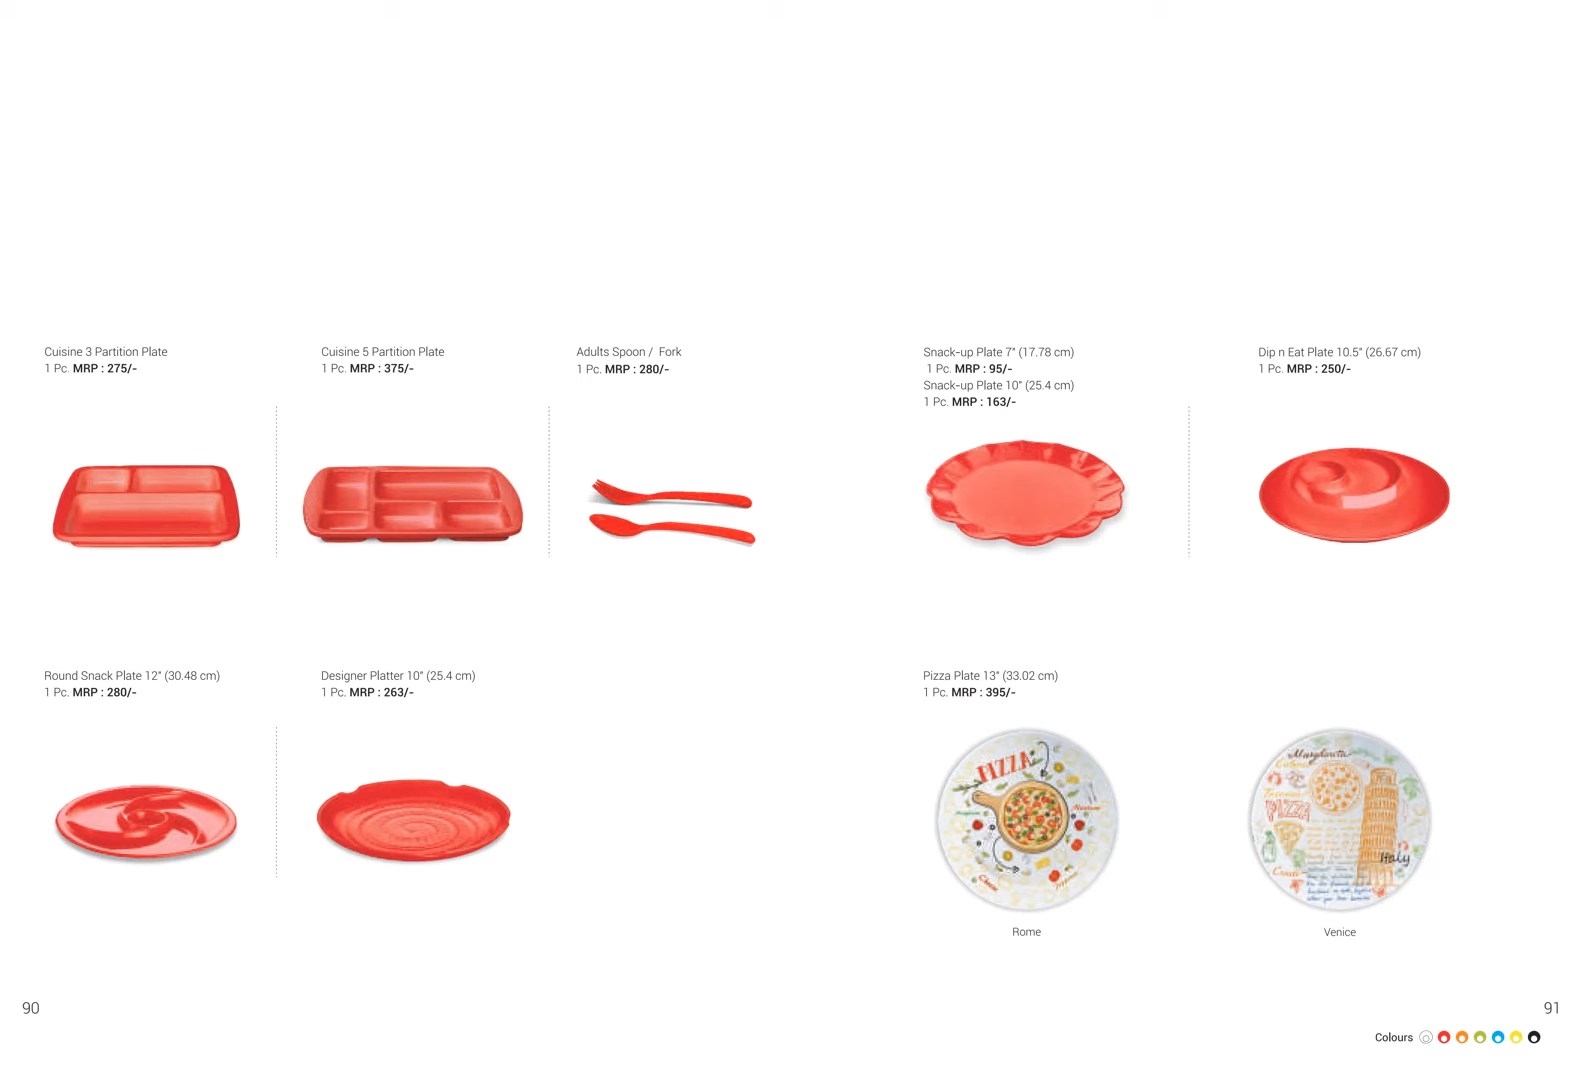 Cuisine 3 Partition Plate
1 Pc. MRP : 275/-
Cuisine 5 Partition Plate
1 Pc. MRP : 375/-
Adults Spoon / Fork
1 Pc. MRP : 280/-
Snack-up Plate 7" (17.78 cm)
1 Pc. MRP : 95/-
Snack-up Plate 10" (25.4 cm)
1 Pc. MRP : 163/-
Dip n Eat Plate 10.5" (26.67 cm)
1 Pc. MRP : 250/-
Round Snack Plate 12" (30.48 cm)
1 Pc. MRP : 280/-
Designer Platter 10" (25.4 cm)
1 Pc. MRP : 263/-
Pizza Plate 13" (33.02 cm)
1 Pc. MRP : 395/-
PIZZA
Cheese
Margherita
PIZZA
Italy
Rome
Venice
90
91
Colours